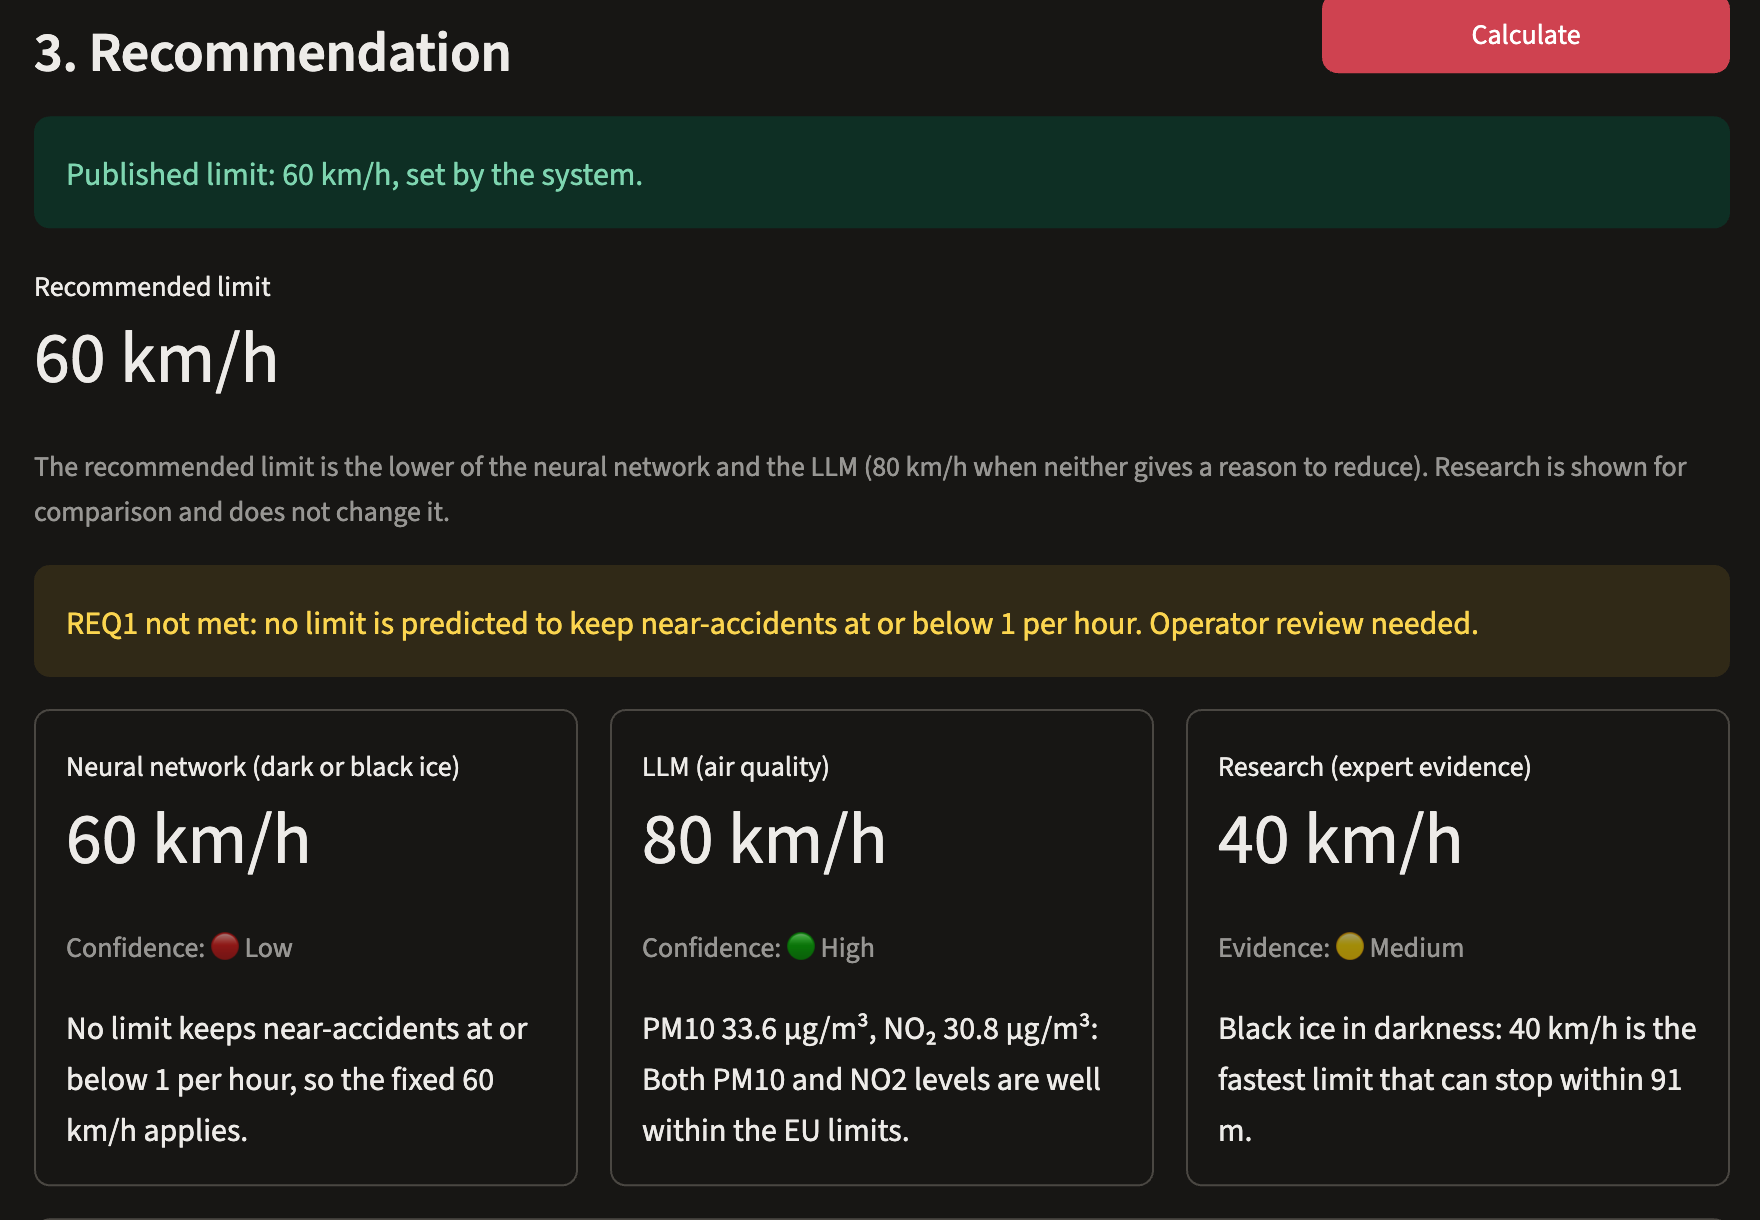 3. Recommendation
Calculate
Published limit: 60 km/h, set by the system.
Recommended limit
60 km/h
The recommended limit is the lower of the neural network and the LLM (80 km/h when neither gives a reason to reduce). Research is shown for
comparison and does not change it.
REQ1 not met: no limit is predicted to keep near-accidents at or below 1 per hour. Operator review needed.
Neural network (dark or black ice)
60 km/h
Confidence: 🔴 Low
No limit keeps near-accidents at or
below 1 per hour, so the fixed 60
km/h applies.
LLM (air quality)
80 km/h
Confidence: 🟢 High
PM10 33.6 µg/m³, NO₂ 30.8 µg/m³:
Both PM10 and NO2 levels are well
within the EU limits.
Research (expert evidence)
40 km/h
Evidence: 🟡 Medium
Black ice in darkness: 40 km/h is the
fastest limit that can stop within 91
m.